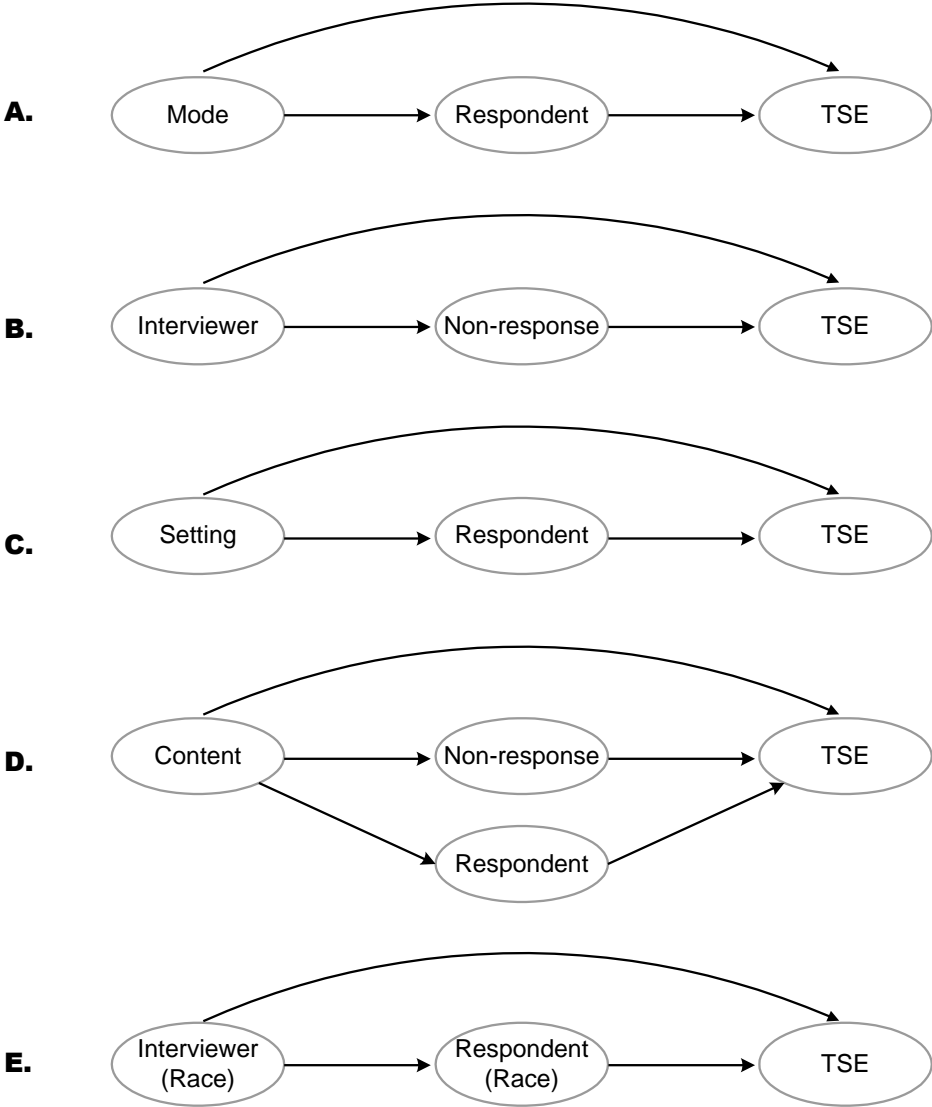 A.
Mode
Respondent
TSE
B.
Interviewer
Non-response
TSE
C.
Setting
Respondent
TSE
D.
Content
Non-response
TSE
Respondent
E.
Interviewer
(Race)
Respondent
(Race)
TSE